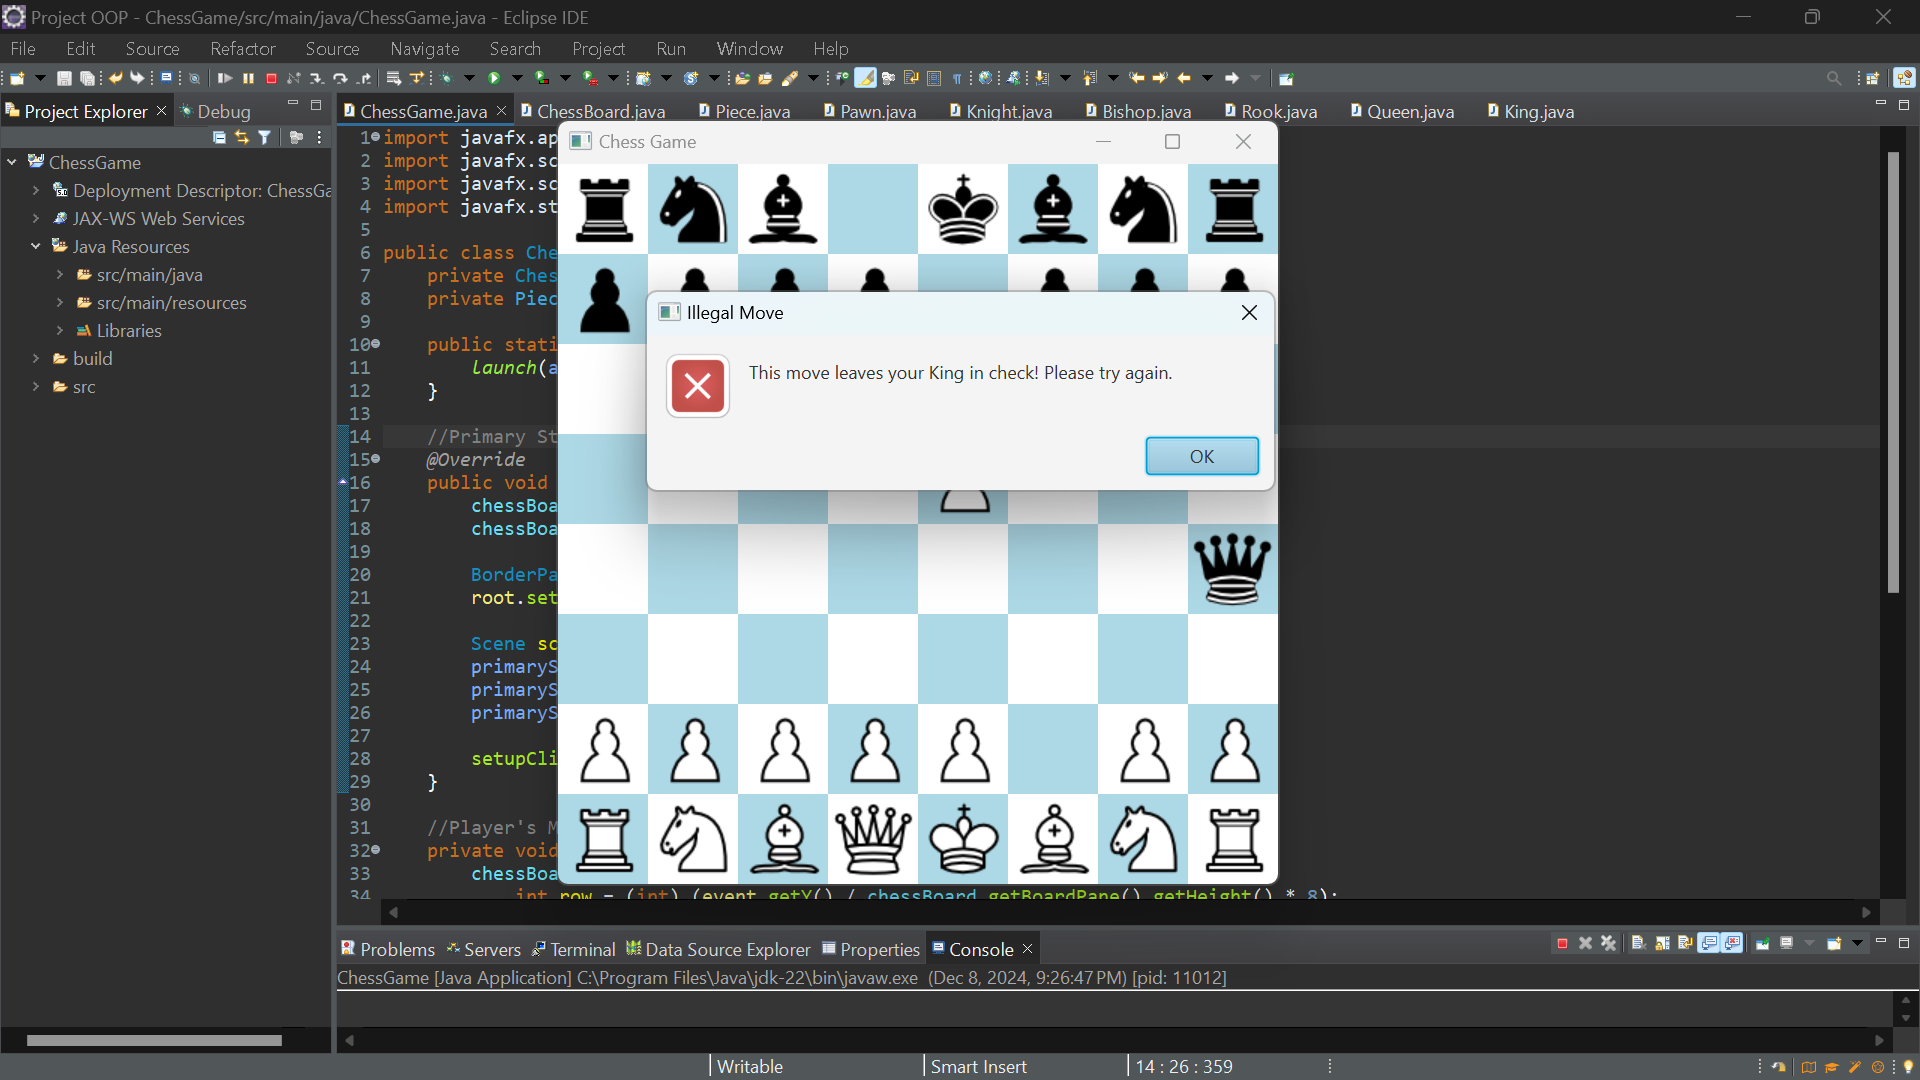 Project OOP - ChessGame/src/main/java/ChessGame.java - Eclipse IDE
File Edit Source Refactor Source Navigate Search Project Run Window Help
Project Explorer
Debug
ChessGame
Deployment Descriptor: ChessGa
JAX-WS Web Services
Java Resources
src/main/java
src/main/resources
Libraries
build
src
ChessGame.java ChessBoard.java Piece.java Pawn.java Knight.java Bishop.java Rook.java Queen.java King.java
1 import javafx.ap
2 import javafx.sc
3 import javafx.sc
4 import javafx.st
5
6 public class Che
7 private Ches
8 private Piec
9
10 public stati
11 launch(a
12 }
13
14 //Primary St
15 @Override
16 public void
17 chessBoa
18 chessBoa
19
20 BorderPa
21 root.set
22
23 Scene sc
24 primaryS
25 primaryS
26 primaryS
27
28 setupCli
29 }
30
31 //Player's M
32 private void
33 chessBoa
34 int row = (int) (event.getY() / chessBoard.getBoardPane().getHeight() * 8);
Chess Game
Illegal Move
This move leaves your King in check! Please try again.
OK
Problems Servers Terminal Data Source Explorer Properties Console
ChessGame [Java Application] C:\Program Files\Java\jdk-22\bin\javaw.exe (Dec 8, 2024, 9:26:47 PM) [pid: 11012]
Writable Smart Insert 14 : 26 : 359